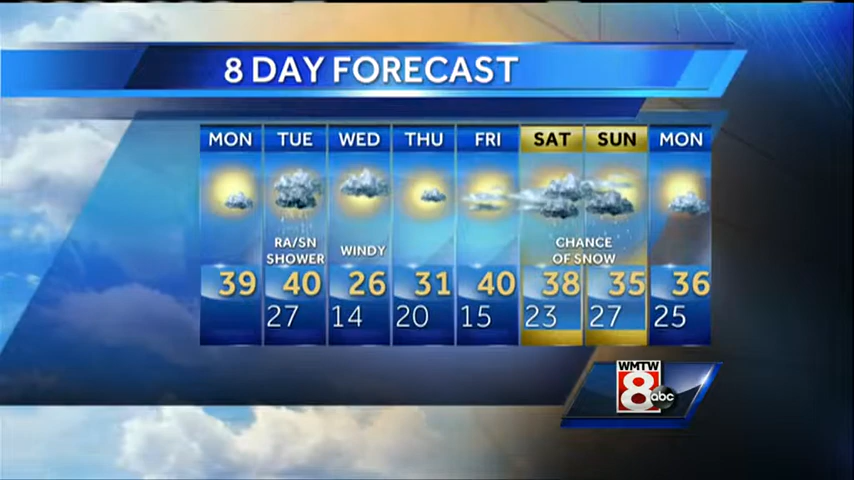 8 DAY FORECAST
MON TUE WED THU FRI SAT SUN MON
RA/SN
SHOWER
WINDY
CHANCE
OF SNOW
39 40 26 31 40 38 35 36
27 14 20 15 23 27 25
WMTW
8
abc